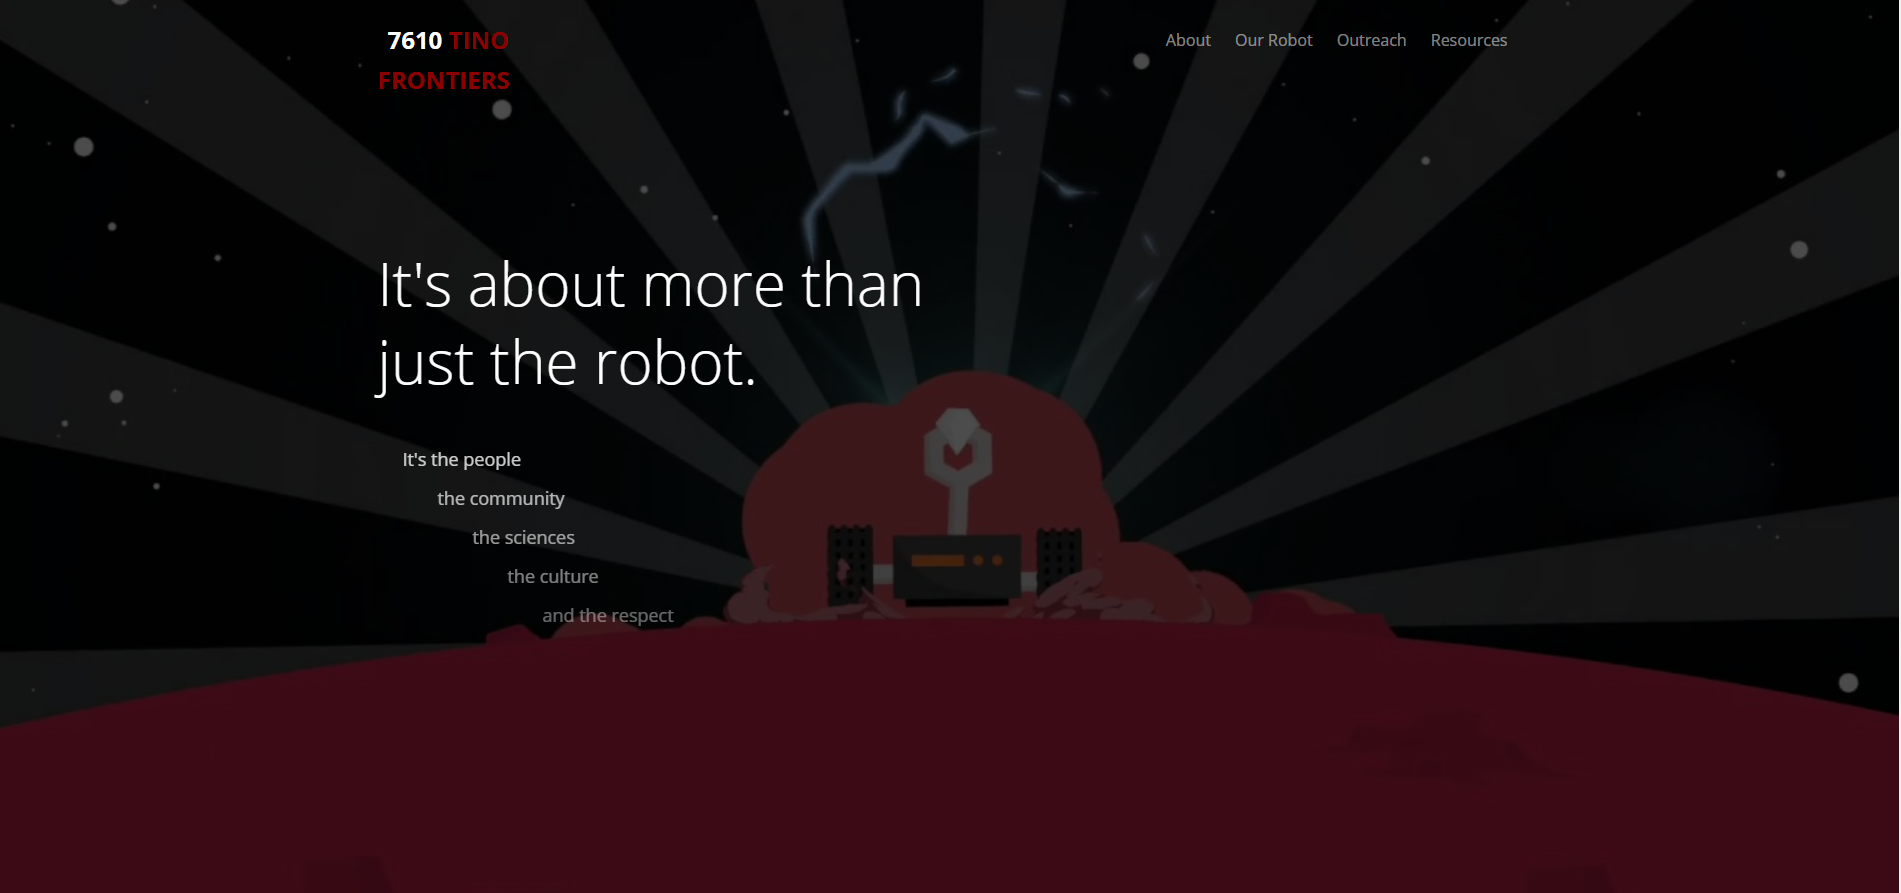 7610 TINO
FRONTIERS
About Our Robot Outreach Resources
It's about more than
just the robot.
It's the people
the community
the sciences
the culture
and the respect